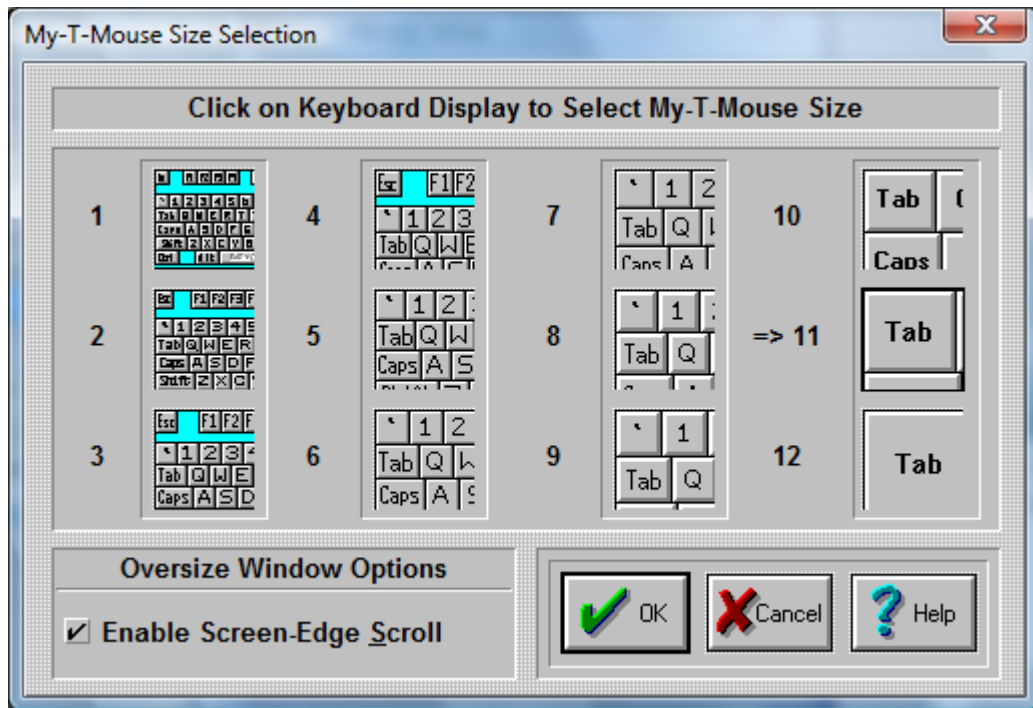 My-T-Mouse Size Selection
Click on Keyboard Display to Select My-T-Mouse Size
1
4
Esc F1 F2
` 1 2 3
Tab Q W E
7
` 1 2
Tab Q
Caps A
10
Tab
Caps
2
Esc F1 F2 F3 F
` 1 2 3 4 5
Tab Q W E R
Caps A S D F
Shift Z X C
5
` 1 2
Tab Q W
Caps A S
8
` 1
Tab Q
=> 11
Tab
3
Esc F1 F2 F
` 1 2 3 4
Tab Q W E
Caps A S D
6
` 1 2
Tab Q
Caps A S
9
` 1
Tab Q
12
Tab
Oversize Window Options
Enable Screen-Edge Scroll
OK
Cancel
Help